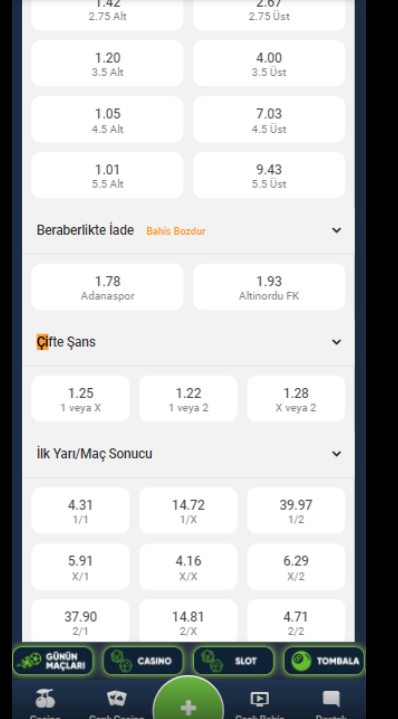 1.42 2.67
2.75 Alt 2.75 Üst
1.20 4.00
3.5 Alt 3.5 Üst
1.05 7.03
4.5 Alt 4.5 Üst
1.01 9.43
5.5 Alt 5.5 Üst
Beraberlikte İade Bahis Bozdur
1.78 1.93
Adanaspor Altinordu FK
Çifte Şans
1.25 1.22 1.28
1 veya X 1 veya 2 X veya 2
İlk Yarı/Maç Sonucu
4.31 14.72 39.97
1/1 1/X 1/2
5.91 4.16 6.29
X/1 X/X X/2
37.90 14.81 4.71
2/1 2/X 2/2
GÜNÜN
MAÇLARI CASINO SLOT TOMBALA
Casino Canlı Casino Canlı Bahis